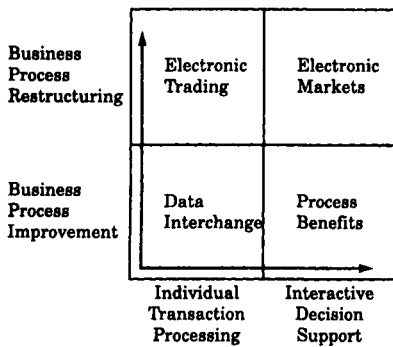 Business
Process
Restructuring
Electronic
Trading
Electronic
Markets
Business
Process
Improvement
Data
Interchange
Process
Benefits
Individual
Transaction
Processing
Interactive
Decision
Support